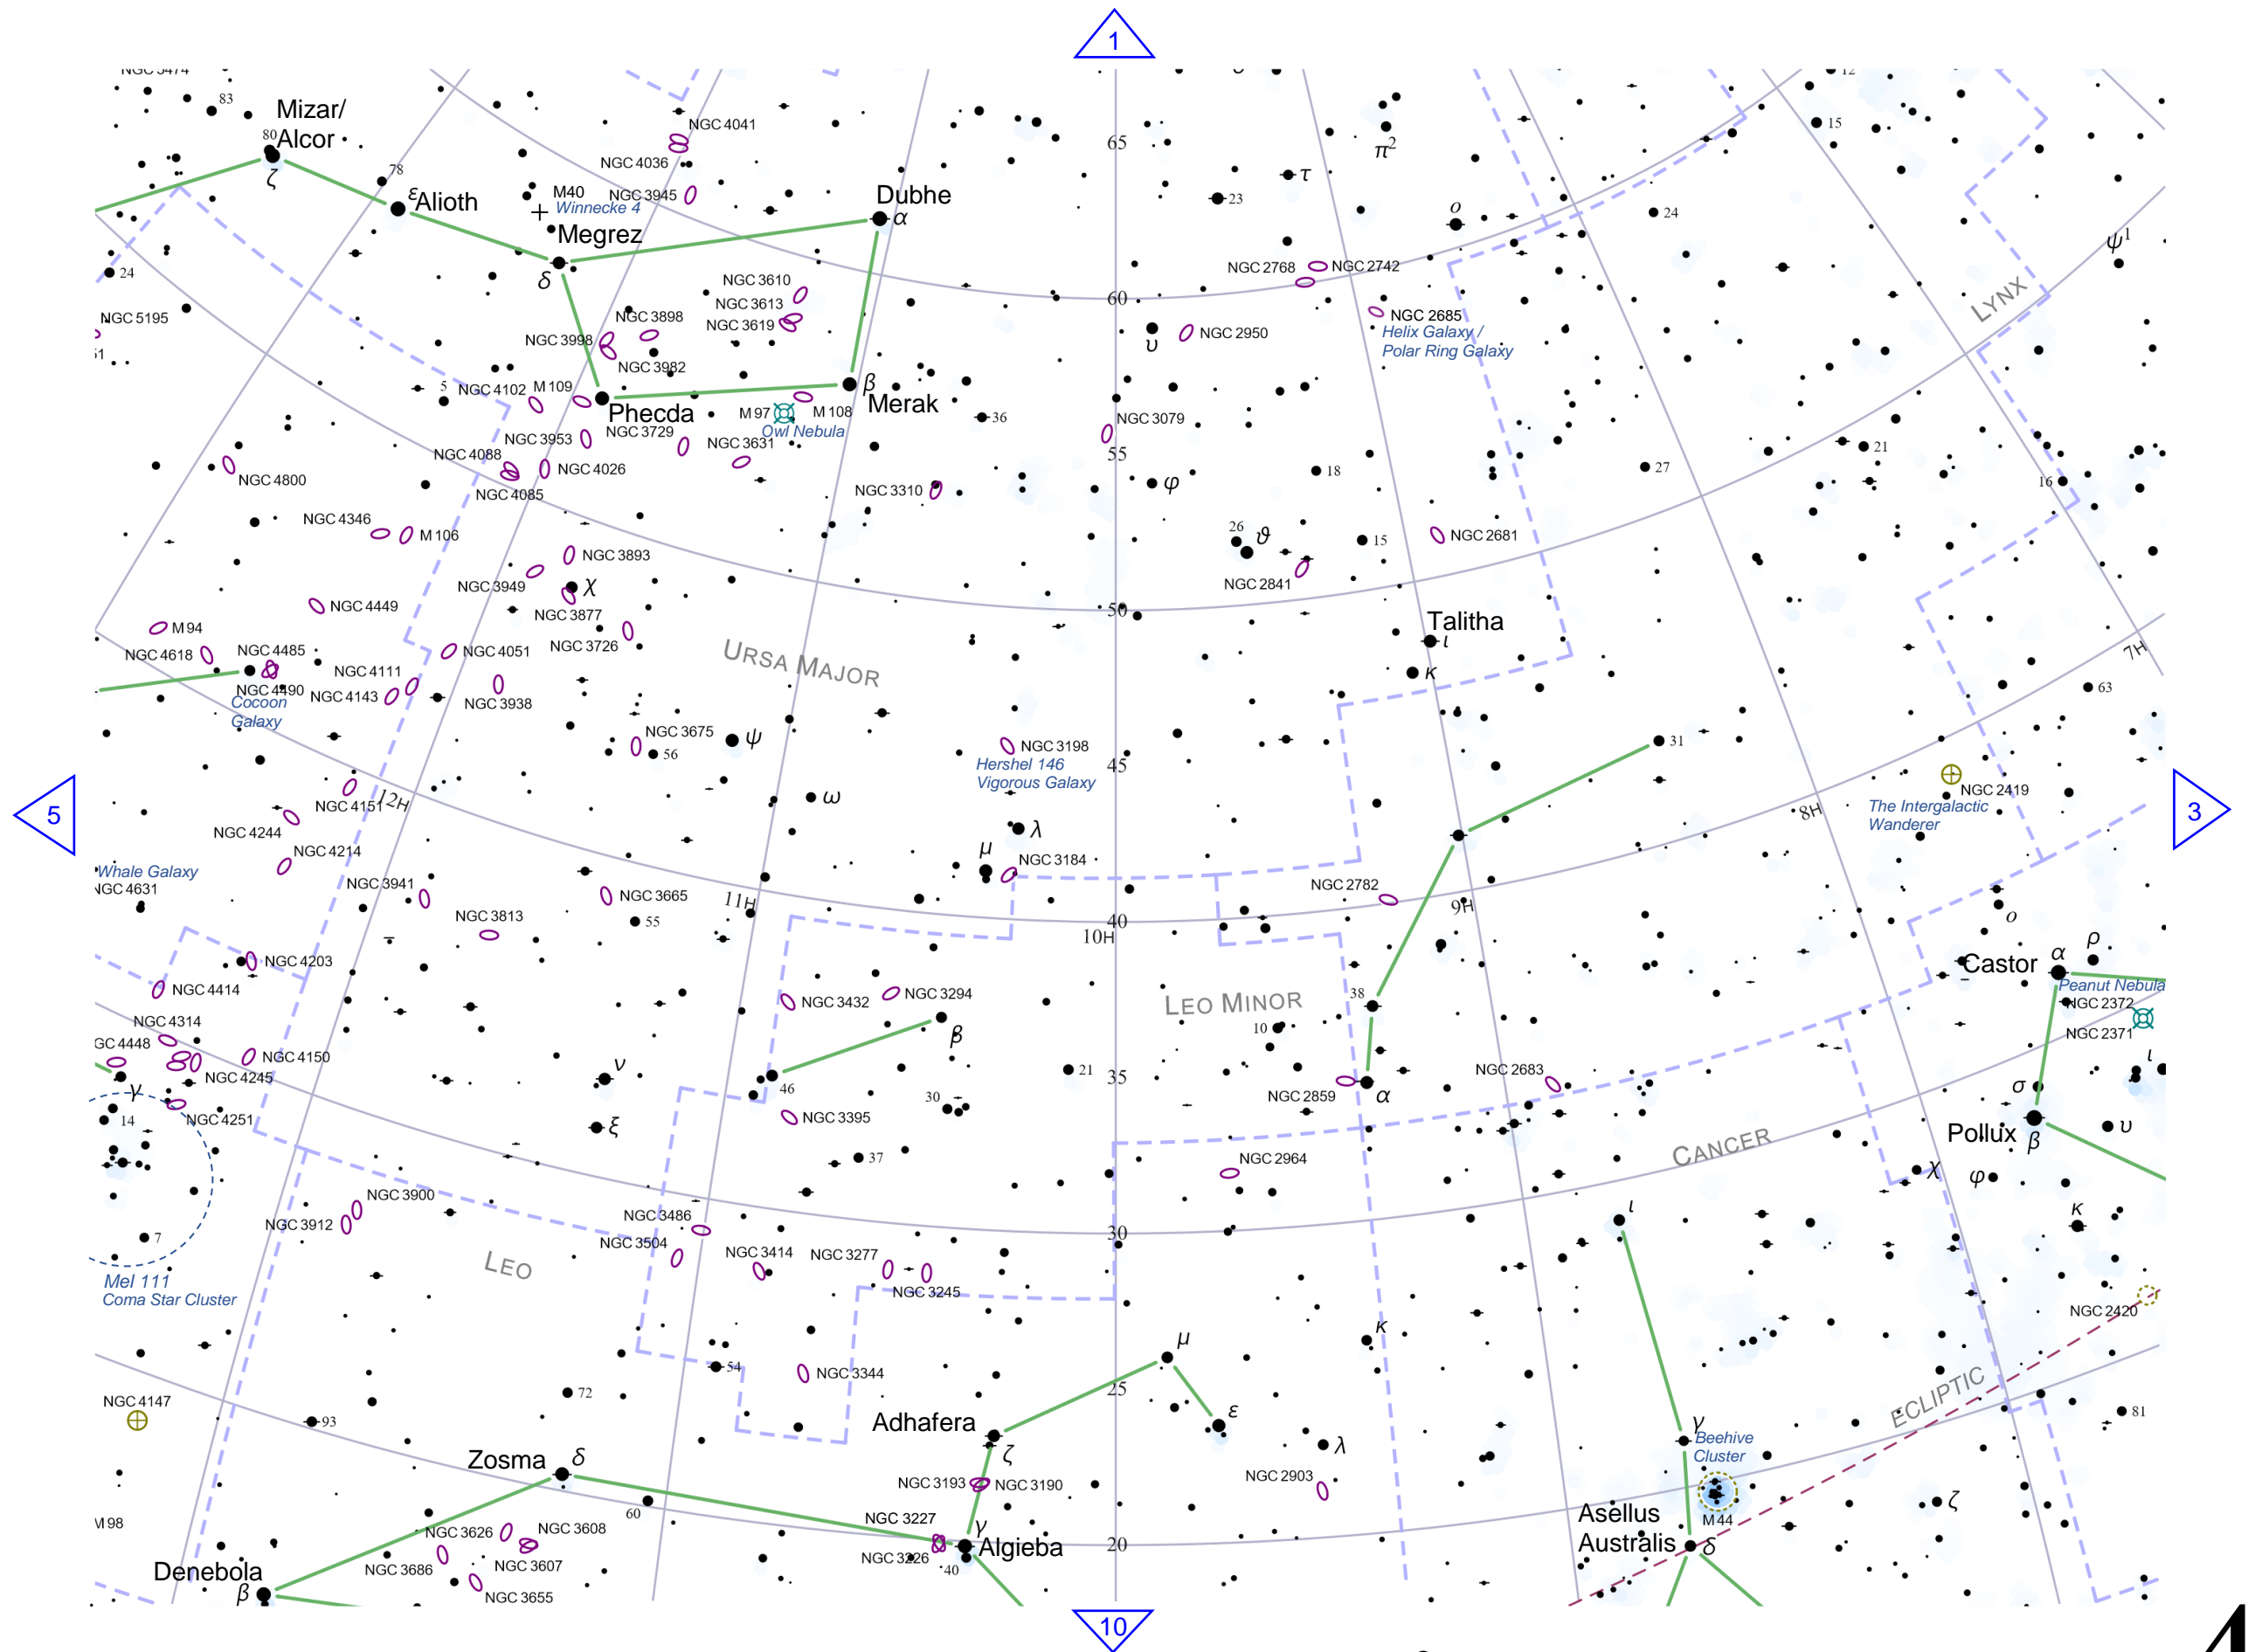 1
83
Mizar/
Alcor
80
ζ
78
ε
Alioth
NGC 4041
NGC 4036
NGC 3945
M40
Winnecke 4
Megrez
δ
Dubhe
α
65
π2
τ
23
ο
24
12
15
ψ1
LYNX
24
NGC 5195
NGC 3610
NGC 3613
NGC 3619
NGC 3898
NGC 3998
NGC 3982
60
NGC 2768
NGC 2742
NGC 2685
Helix Galaxy /
Polar Ring Galaxy
υ
NGC 2950
5
NGC 4102
M 109
Phecda
β
Merak
M 97
M 108
Owl Nebula
36
NGC 3079
NGC 3953
NGC 3729
NGC 3631
NGC 4088
NGC 4026
NGC 4085
NGC 4800
NGC 3310
55
φ
18
27
21
16
NGC 4346
M 106
NGC 3893
NGC 3949
χ
NGC 3877
NGC 3726
26
ϑ
15
NGC 2841
NGC 2681
NGC 4449
M 94
NGC 4618
NGC 4485
NGC 4490
Cocoon
Galaxy
NGC 4111
NGC 4143
NGC 4051
NGC 3938
URSA MAJOR
50
Talitha
ι
κ
7H
63
NGC 3675
56
ψ
ω
NGC 3198
Hershel 146
Vigorous Galaxy
45
31
NGC 2419
The Intergalactic
Wanderer
8H
5
3
NGC 4151
12H
NGC 4244
NGC 4214
λ
μ
NGC 3184
Whale Galaxy
NGC 4631
NGC 3941
NGC 3813
NGC 3665
55
11H
40
10H
NGC 2782
9H
ο
NGC 4203
NGC 4414
NGC 3432
NGC 3294
LEO MINOR
38
10
Castor
α
ρ
Peanut Nebula
NGC 2372
NGC 2371
ι
NGC 4314
NGC 4448
NGC 4150
NGC 4245
γ
NGC 4251
14
ν
ξ
46
β
30
21
35
NGC 3395
37
NGC 2859
α
NGC 2683
σ
Pollux
β
υ
CANCER
χ
φ
κ
NGC 2964
NGC 3900
NGC 3912
7
Mel 111
Coma Star Cluster
LEO
NGC 3486
NGC 3504
NGC 3414
NGC 3277
NGC 3245
30
ι
NGC 2420
κ
μ
54
NGC 3344
72
25
ECLIPTIC
81
NGC 4147
93
Adhafera
ζ
ε
λ
γ
Beehive
Cluster
Zosma
δ
NGC 3193
NGC 3190
NGC 2903
60
NGC 3227
NGC 3226
γ
Algieba
40
20
M 44
Asellus
Australis
δ
ζ
M 98
NGC 3626
NGC 3608
NGC 3607
NGC 3686
NGC 3655
Denebola
β
10